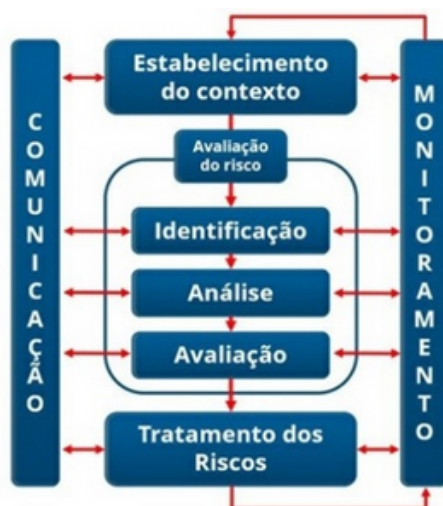 Estabelecimento
do contexto
COMUNICAÇÃO
MONITORAMENTO
Avaliação
do risco
Identificação
Análise
Avaliação
Tratamento dos
Riscos